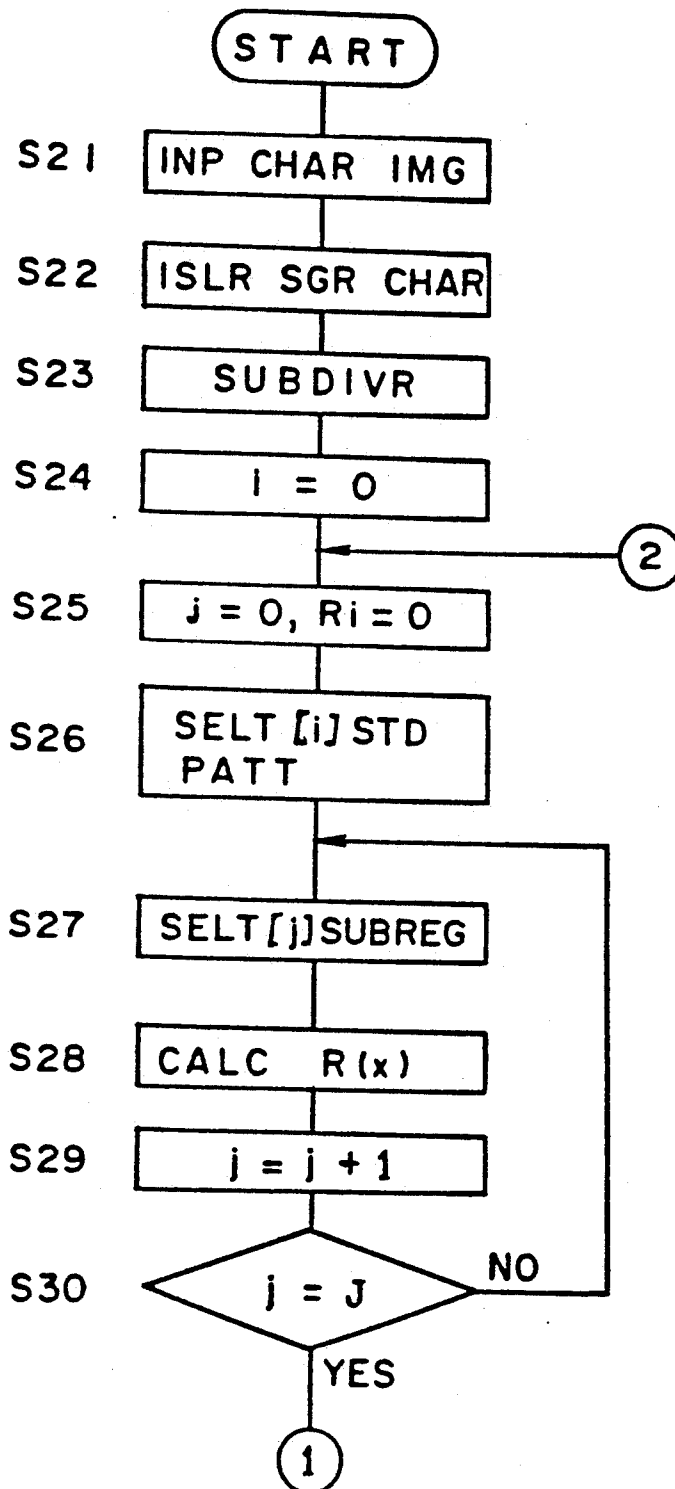 START
S21 INP CHAR IMG
S22 ISLR SGR CHAR
S23 SUBDIVR
S24 i = 0
2
S25 j = 0, Ri = 0
S26 SELT [i] STD
PATT
S27 SELT [j] SUBREG
S28 CALC R(x)
S29 j = j + 1
S30 j = J NO
YES
1